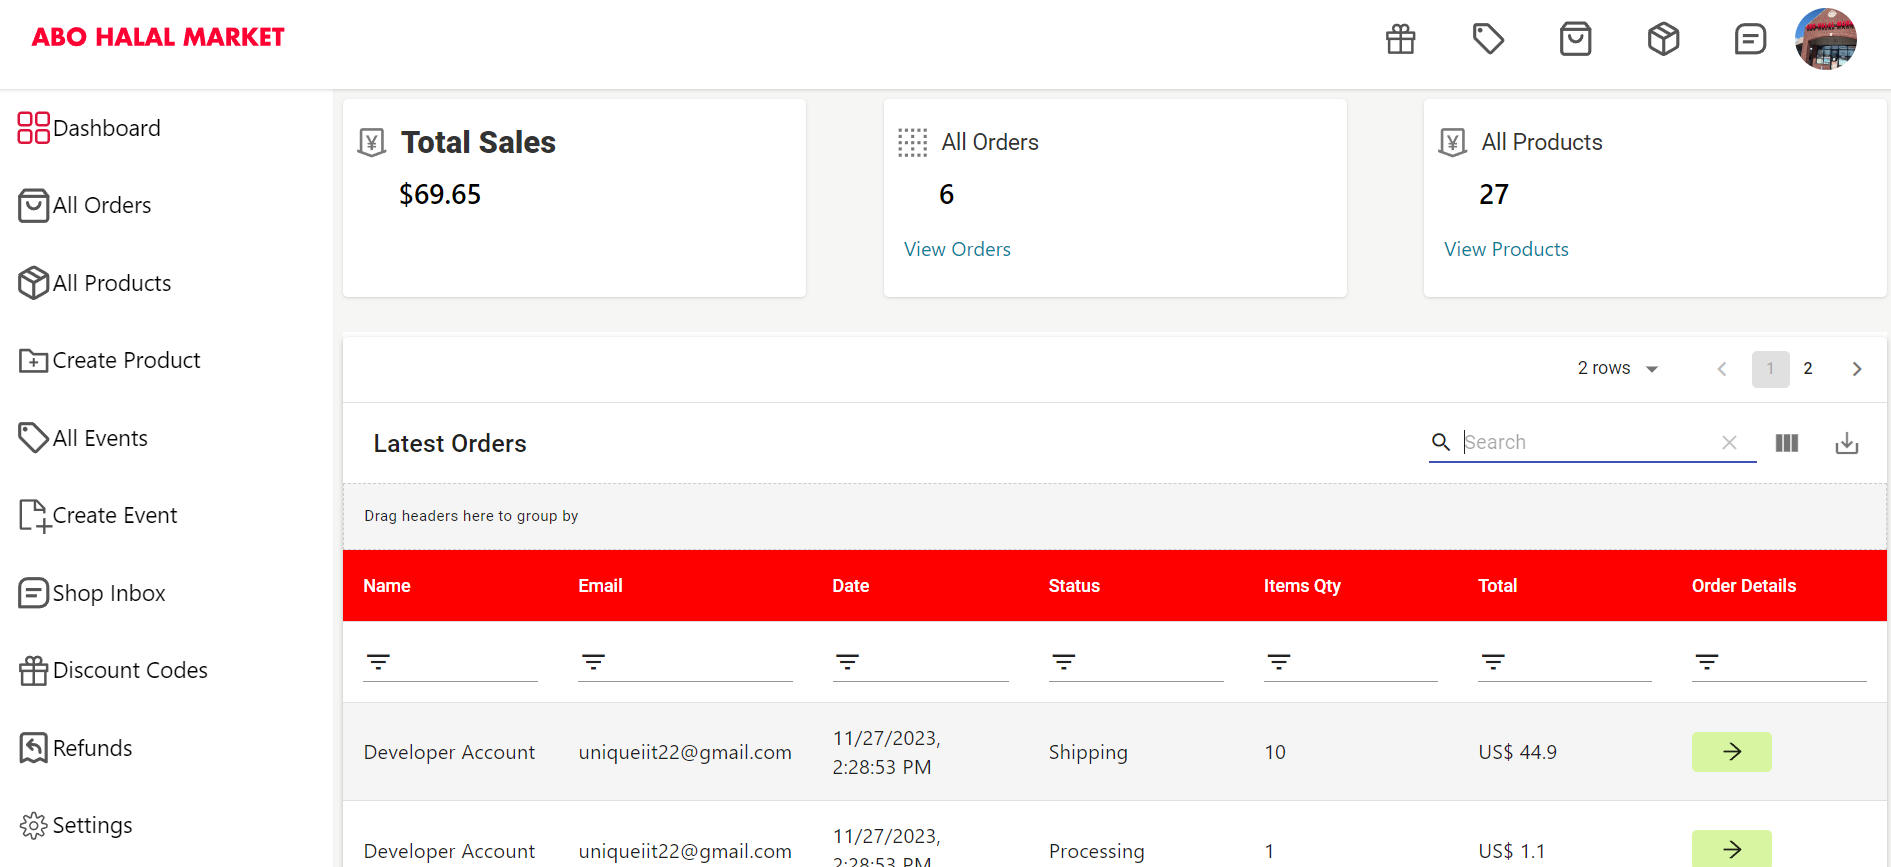 ABO HALAL MARKET
Dashboard
All Orders
All Products
Create Product
All Events
Create Event
Shop Inbox
Discount Codes
Refunds
Settings
Total Sales
$69.65
All Orders
6
View Orders
All Products
27
View Products
2 rows
1 2
Latest Orders
Search
Drag headers here to group by
Name Email Date Status Items Qty Total Order Details
Developer Account uniqueiit22@gmail.com 11/27/2023, Shipping 10 US$ 44.9
2:28:53 PM
Developer Account uniqueiit22@gmail.com 11/27/2023, Processing 1 US$ 1.1
2:28:53 PM